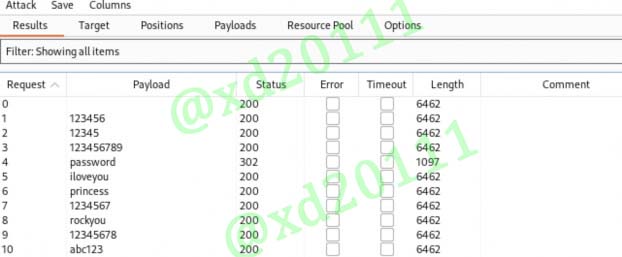 Attack Save Columns
Results Target Positions Payloads Resource Pool Options
Filter: Showing all items
Request Payload Status Error Timeout Length Comment
0 200 6462
1 123456 200 6462
2 12345 200 6462
3 123456789 200 6462
4 password 302 1097
5 iloveyou 200 6462
6 princess 200 6462
7 1234567 200 6462
8 rockyou 200 6462
9 12345678 200 6462
10 abc123 200 6462
@xd20111
@xd20111